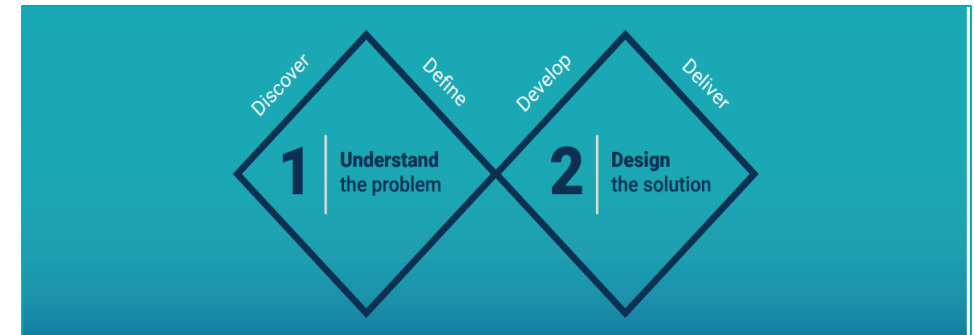 Discover
Define
Develop
Deliver
1
Understand
the problem
2
Design
the solution